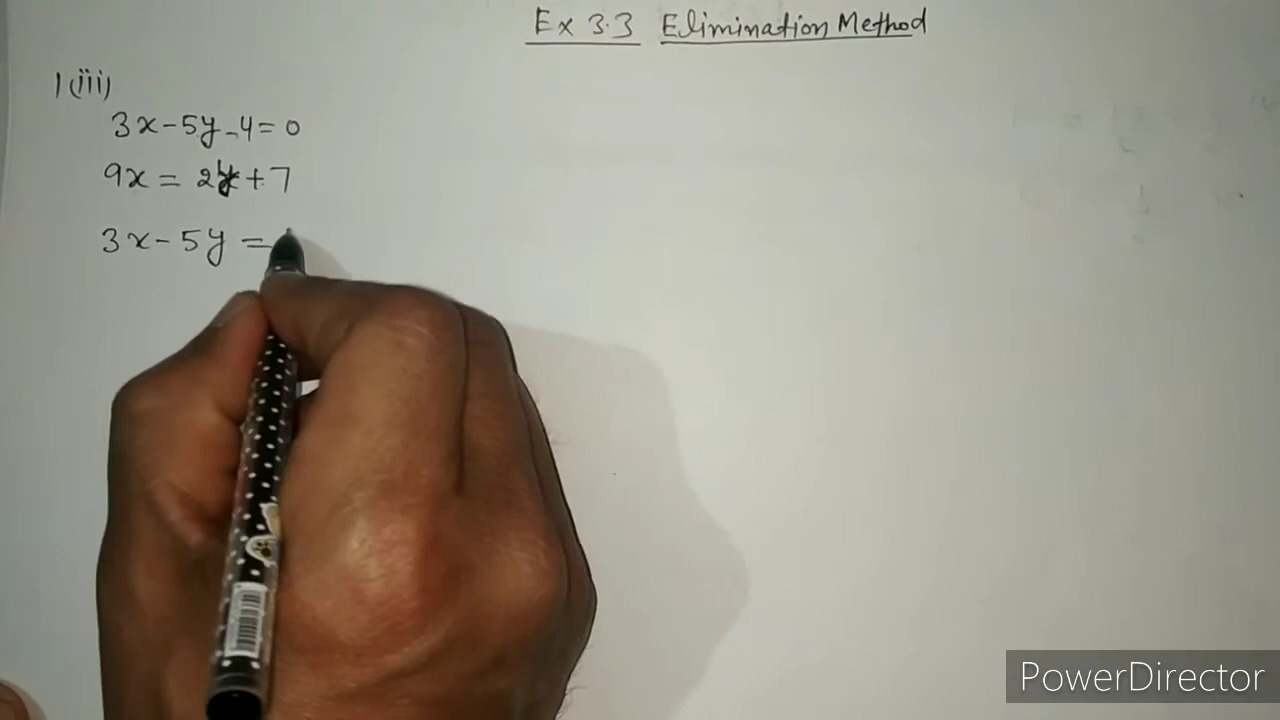 Ex 3.3 Elimination Method
1(iii)
3x-5y-4=0
9x = 2y+7
3x-5y =
PowerDirector